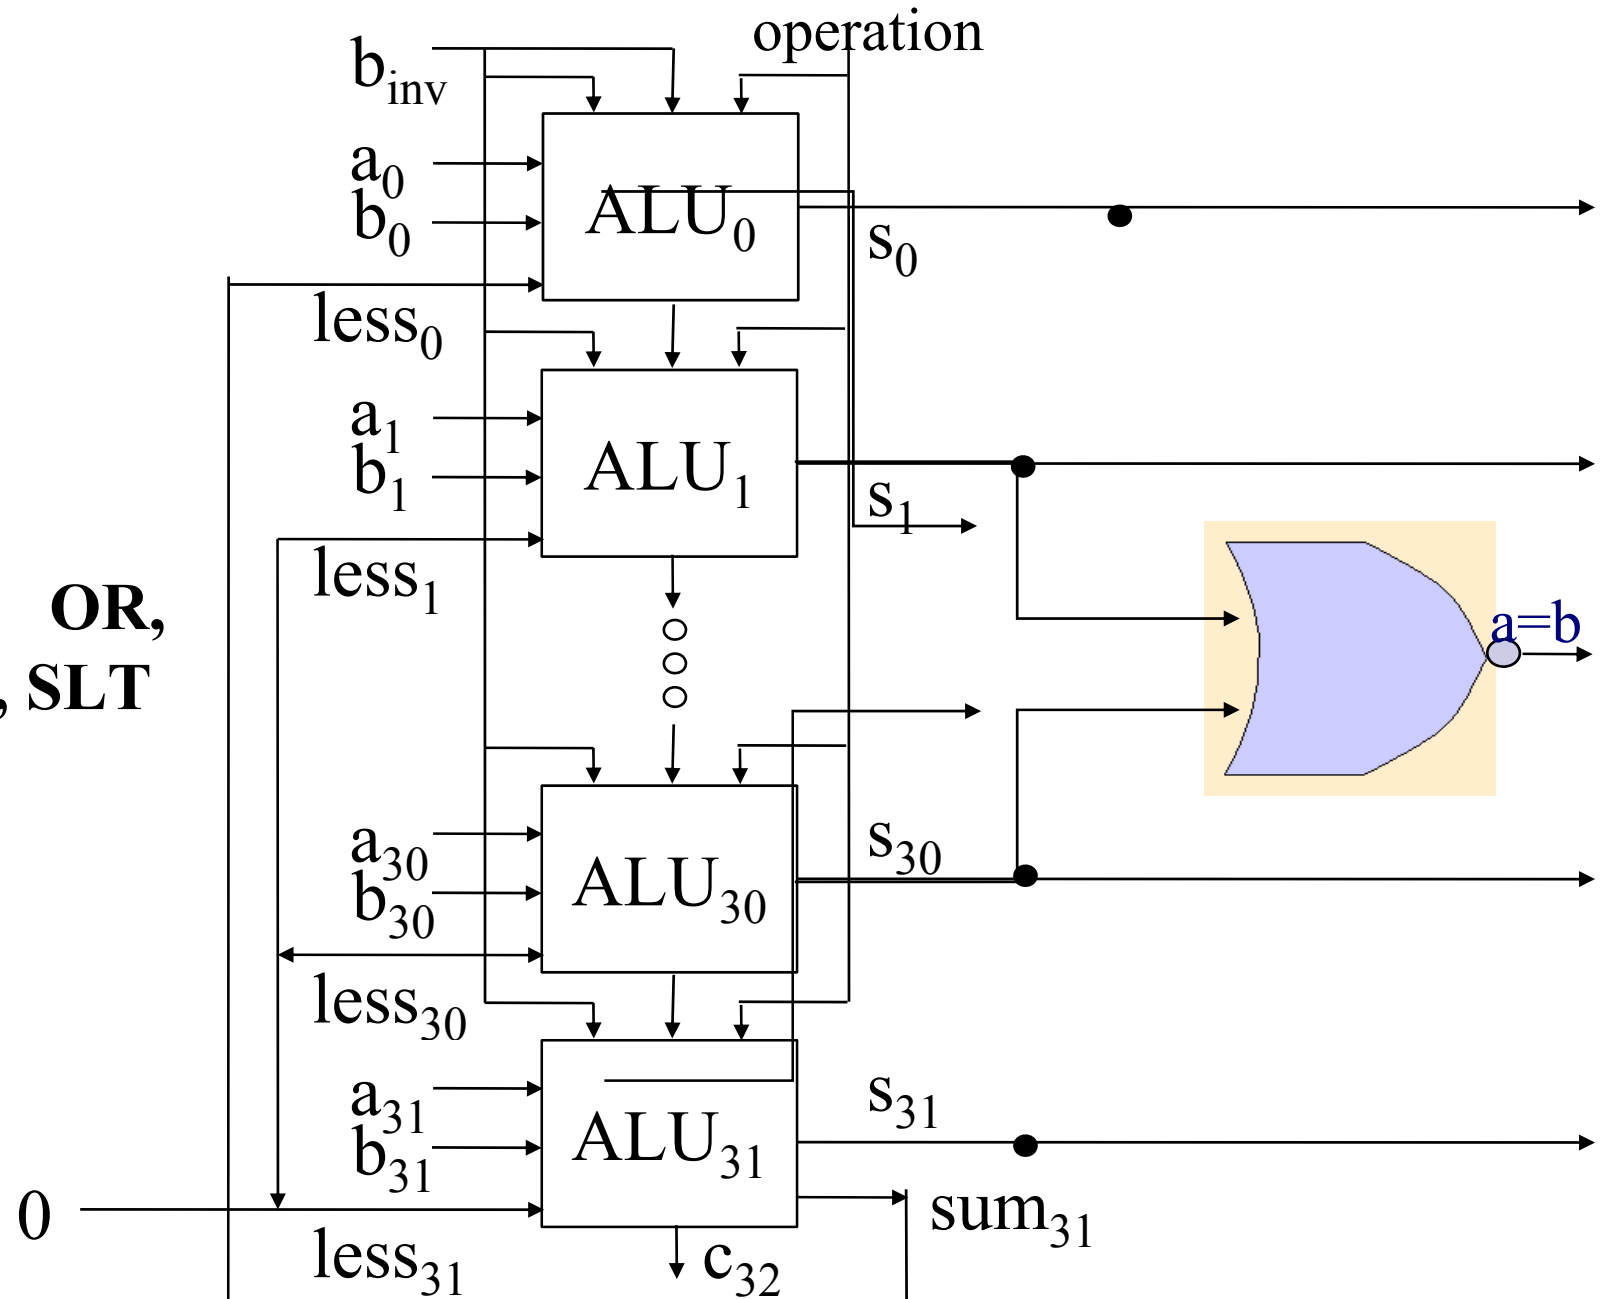 operation
b_inv
a_0
b_0
ALU_0
s_0
less_0
a_1
b_1
ALU_1
s_1
less_1
OR,
, SLT
a=b
a_30
b_30
ALU_30
s_30
less_30
a_31
b_31
ALU_31
s_31
0
sum_31
less_31
c_32